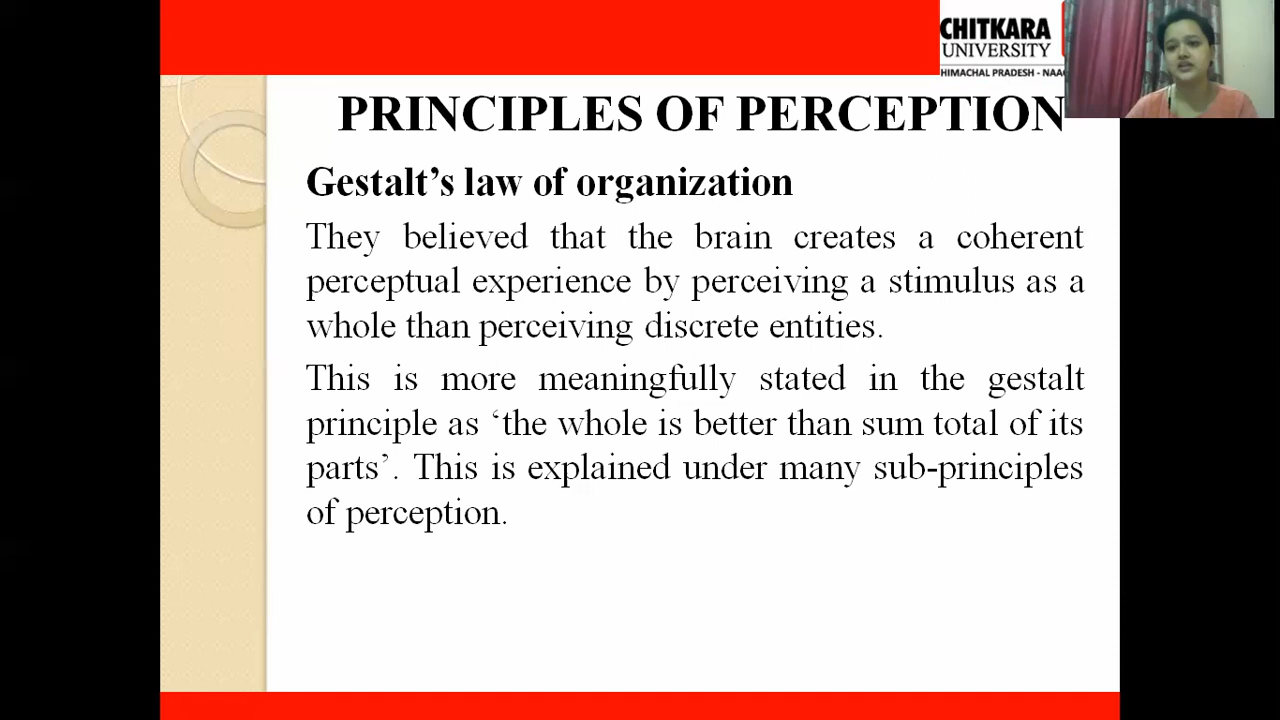 CHITKARA
UNIVERSITY
HIMACHAL PRADESH -
PRINCIPLES OF PERCEPTION
Gestalt’s law of organization
They believed that the brain creates a coherent
perceptual experience by perceiving a stimulus as a
whole than perceiving discrete entities.
This is more meaningfully stated in the gestalt
principle as ‘the whole is better than sum total of its
parts’. This is explained under many sub-principles
of perception.